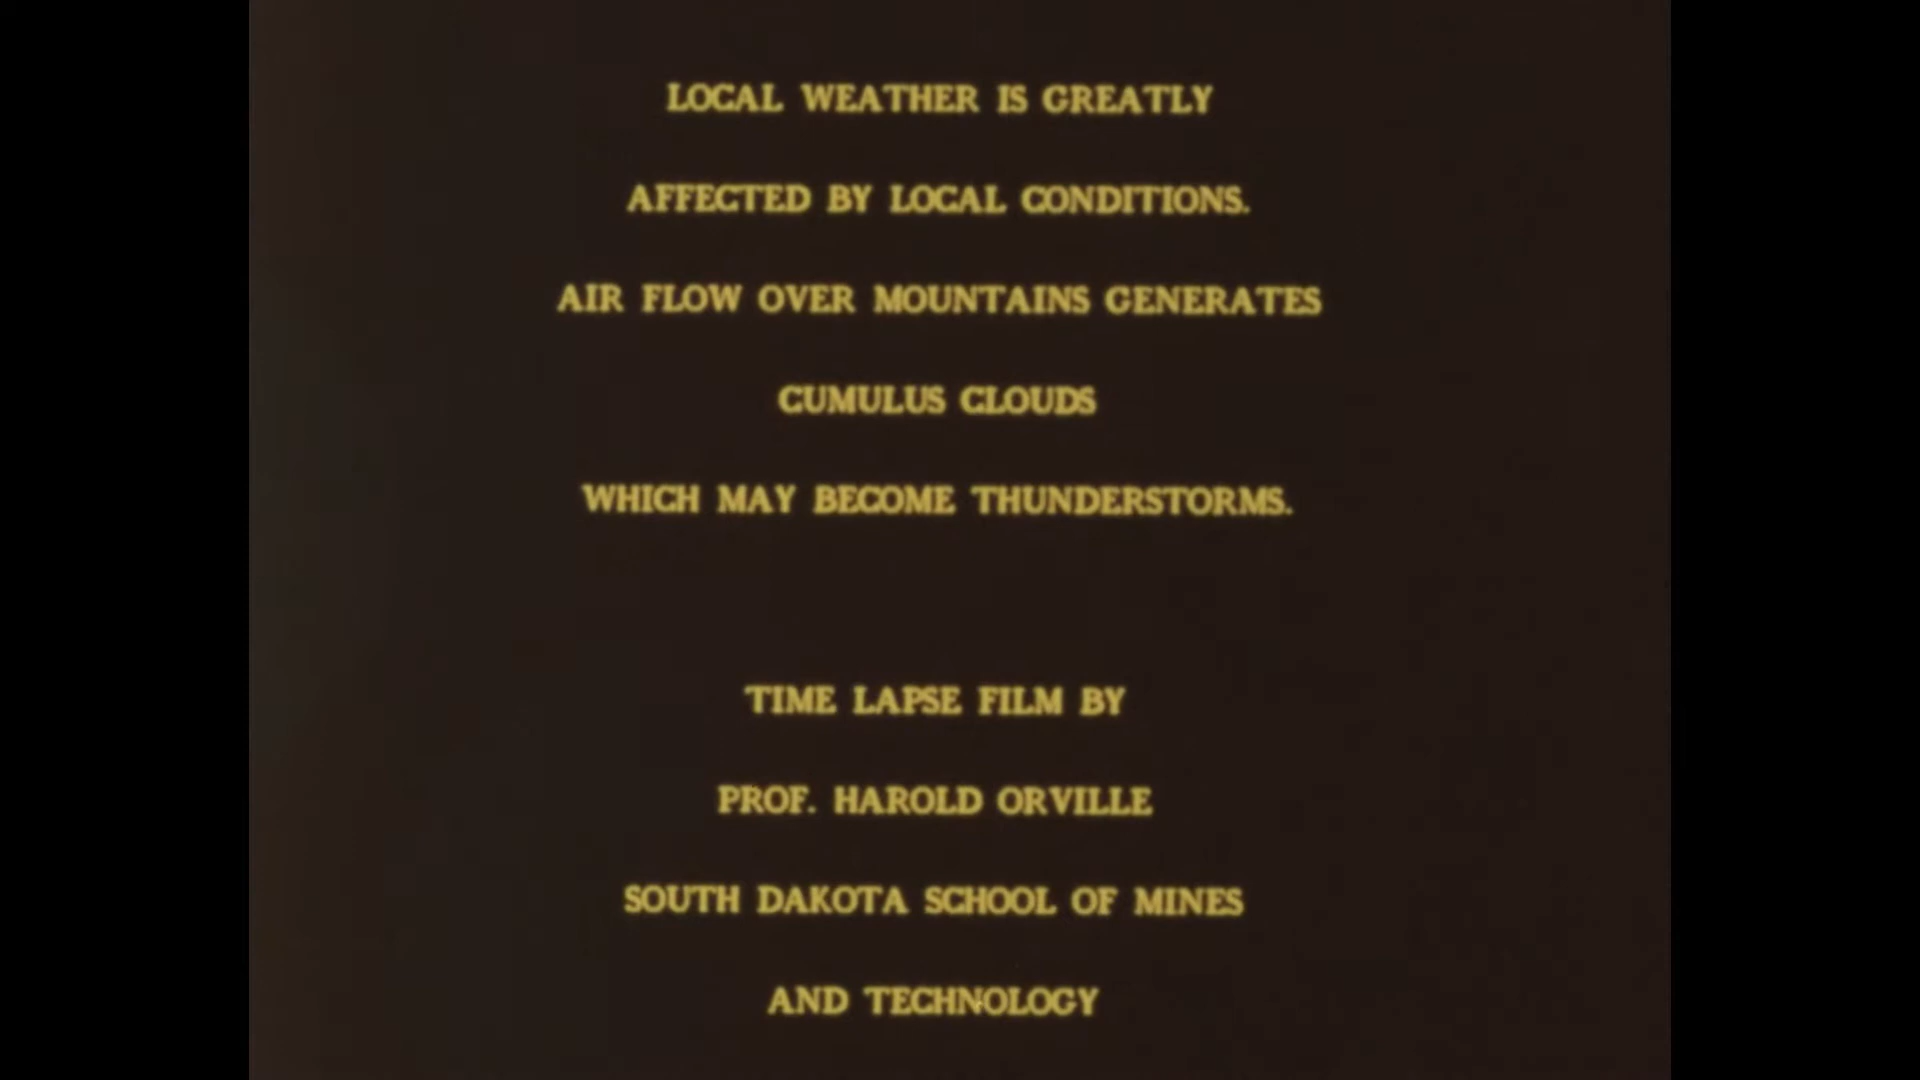 LOCAL WEATHER IS GREATLY
AFFECTED BY LOCAL CONDITIONS.
AIR FLOW OVER MOUNTAINS GENERATES
CUMULUS CLOUDS
WHICH MAY BECOME THUNDERSTORMS.
TIME LAPSE FILM BY
PROF. HAROLD ORVILLE
SOUTH DAKOTA SCHOOL OF MINES
AND TECHNOLOGY